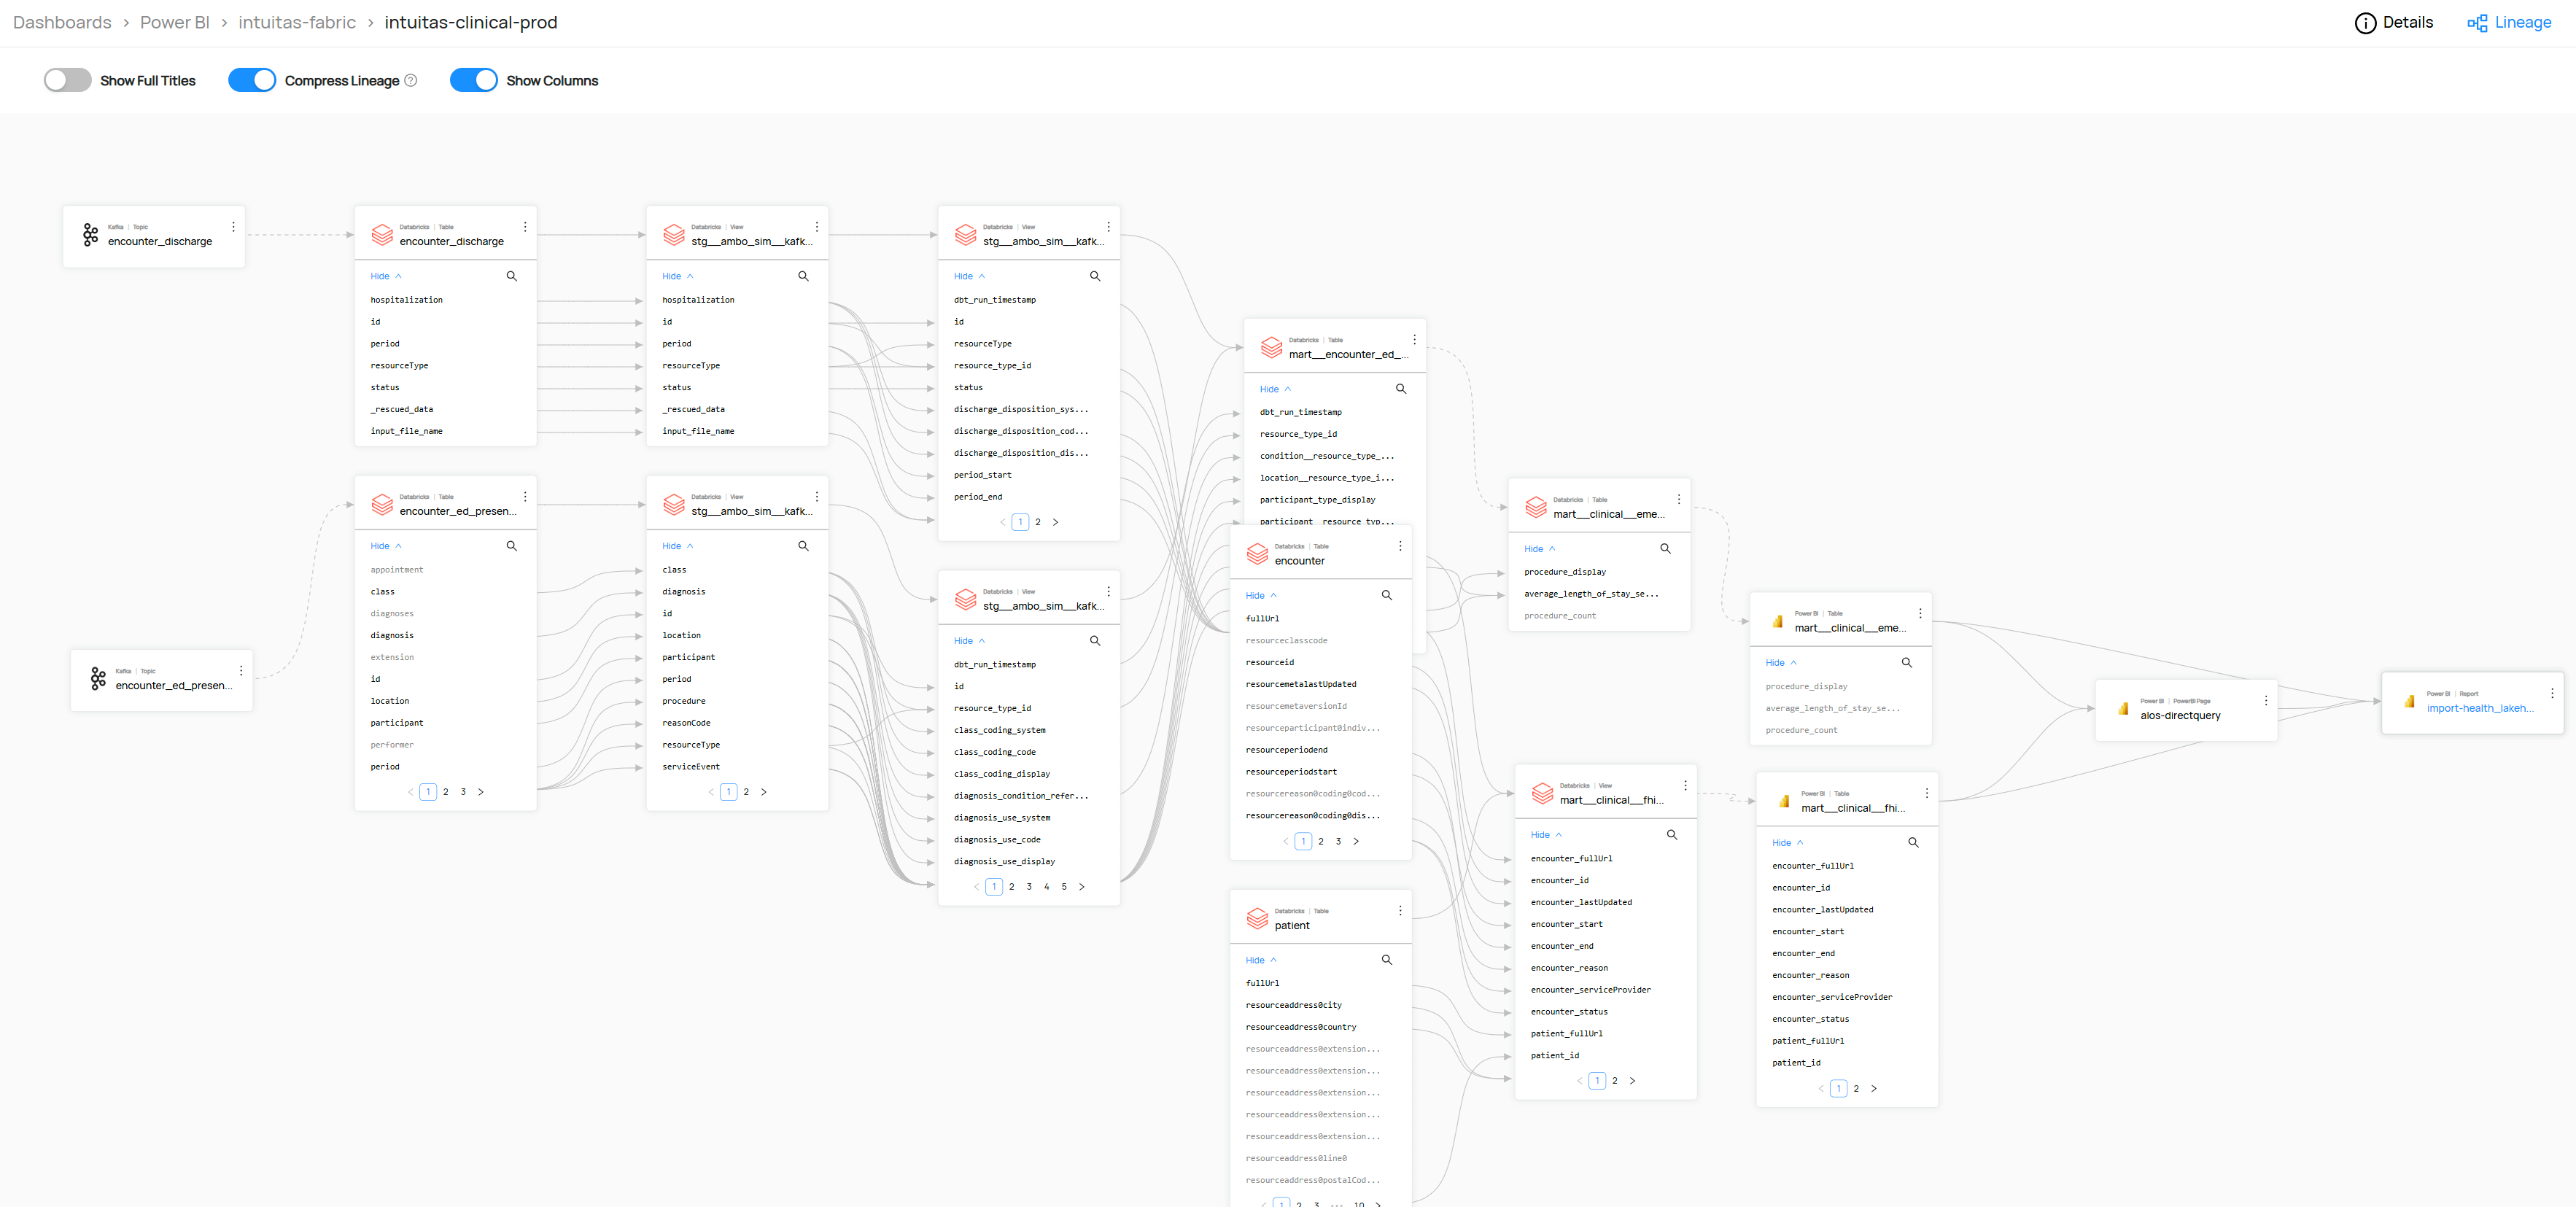 Dashboards > Power BI > intuitas-fabric > intuitas-clinical-prod
Details
Lineage
Show Full Titles
Compress Lineage ?
Show Columns
Kafka | Topic
encounter_discharge
Databricks | Table
encounter_discharge
Hide
hospitalization
id
period
resourceType
status
_rescued_data
input_file_name
Databricks | View
stg__ambo_sim__kafk...
Hide
hospitalization
id
period
resourceType
status
_rescued_data
input_file_name
Databricks | View
stg__ambo_sim__kafk...
Hide
dbt_run_timestamp
id
resourceType
resource_type_id
status
discharge_disposition_sys...
discharge_disposition_cod...
discharge_disposition_dis...
period_start
period_end
< 1 2 >
Kafka | Topic
encounter_ed_presen...
Databricks | Table
encounter_ed_presen...
Hide
appointment
class
diagnoses
diagnosis
extension
id
location
participant
performer
period
< 1 2 3 >
Databricks | View
stg__ambo_sim__kafk...
Hide
class
diagnosis
id
location
participant
period
procedure
reasonCode
resourceType
serviceEvent
< 1 2 >
Databricks | View
stg__ambo_sim__kafk...
Hide
dbt_run_timestamp
id
resource_type_id
class_coding_system
class_coding_code
class_coding_display
diagnosis_condition_refer...
diagnosis_use_system
diagnosis_use_code
diagnosis_use_display
< 1 2 3 4 5 >
Databricks | Table
mart__encounter_ed_...
Hide
dbt_run_timestamp
resource_type_id
condition__resource_type_...
location__resource_type_i...
participant_type_display
participant_resource_typ...
Databricks | Table
encounter
Hide
fullUrl
resourceclasscode
resourceid
resourcemetalastUpdated
resourcemetaversionId
resourceparticipant0indiv...
resourceperiodend
resourceperiodstart
resourcereason0coding0cod...
resourcereason0coding0dis...
< 1 2 3 >
Databricks | Table
patient
Hide
fullUrl
resourceaddress0city
resourceaddress0country
resourceaddress0extension...
resourceaddress0extension...
resourceaddress0extension...
resourceaddress0extension...
resourceaddress0extension...
resourceaddress0line0
resourceaddress0postalCod...
< 1 2 3 ... 10 >
Databricks | Table
mart__clinical__eme...
Hide
procedure_display
average_length_of_stay_se...
procedure_count
Databricks | View
mart__clinical__fhi...
Hide
encounter_fullUrl
encounter_id
encounter_lastUpdated
encounter_start
encounter_end
encounter_reason
encounter_serviceProvider
encounter_status
patient_fullUrl
patient_id
< 1 2 >
Power BI | Table
mart__clinical__eme...
Hide
procedure_display
average_length_of_stay_se...
procedure_count
Power BI | Table
mart__clinical__fhi...
Hide
encounter_fullUrl
encounter_id
encounter_lastUpdated
encounter_start
encounter_end
encounter_reason
encounter_serviceProvider
encounter_status
patient_fullUrl
patient_id
< 1 2 >
Power BI | PowerBI Page
alos-directquery
Power BI | Report
import-health_lakeh...